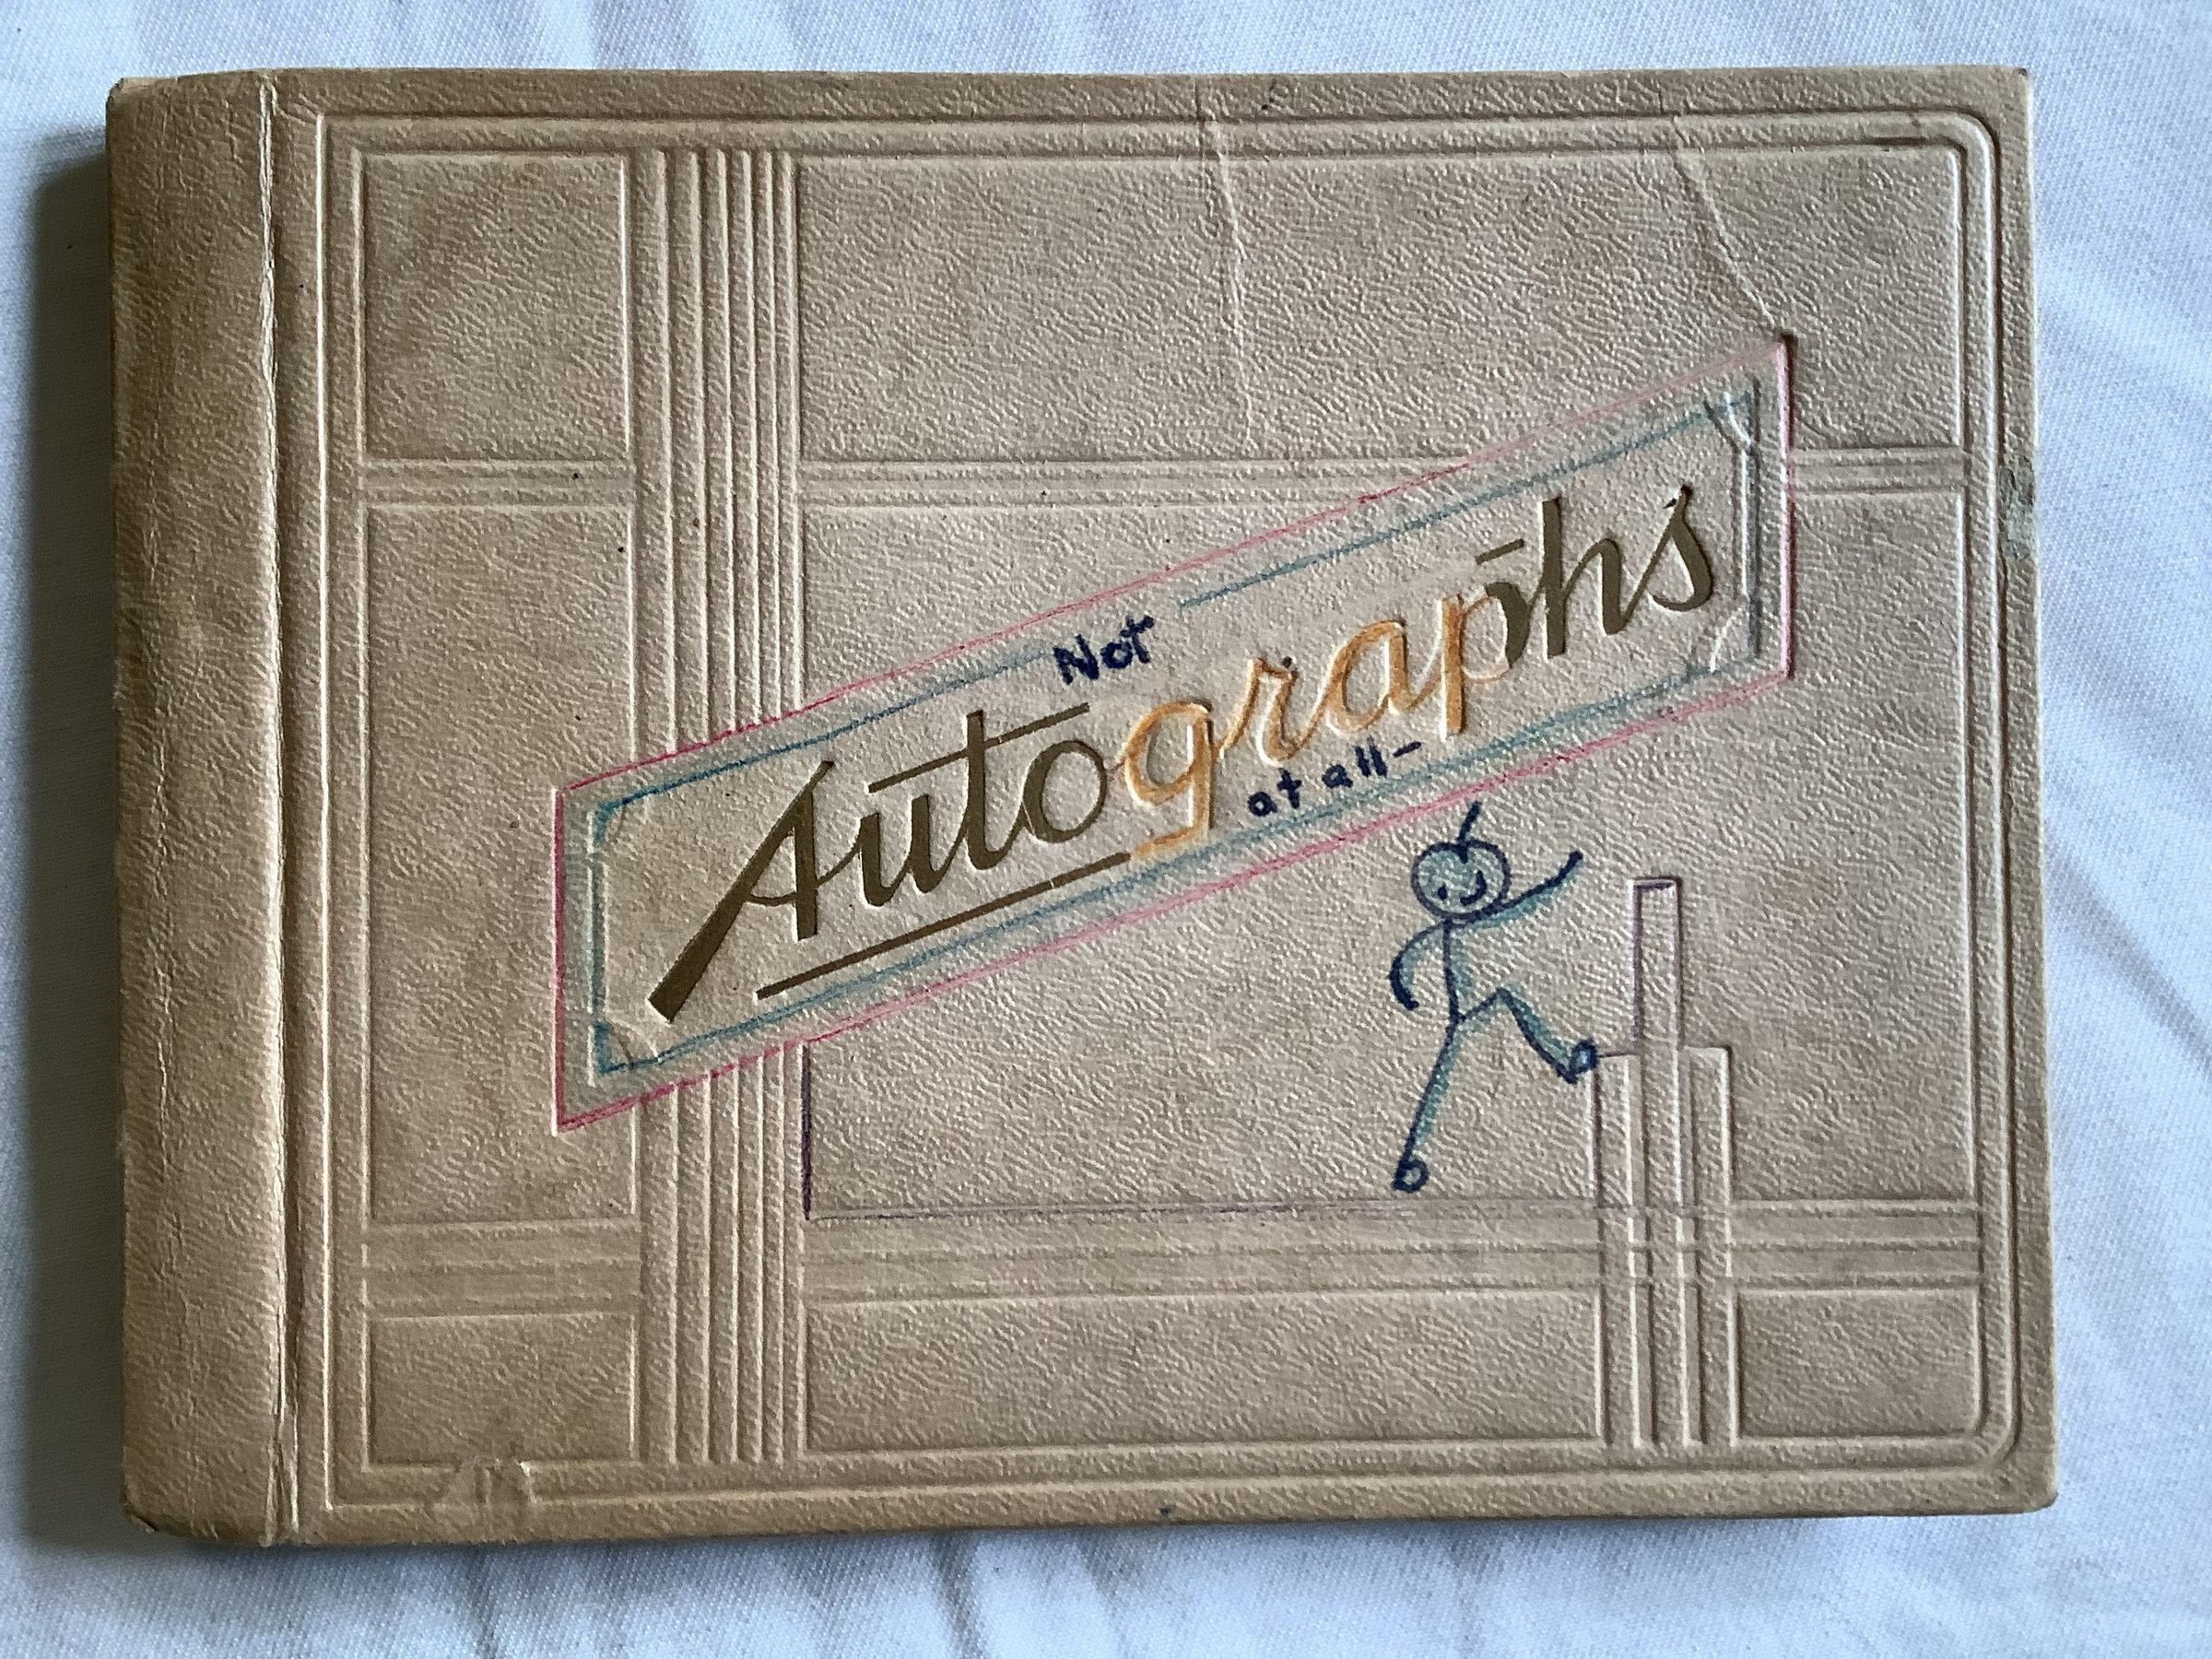 Not
Autographs
at all-